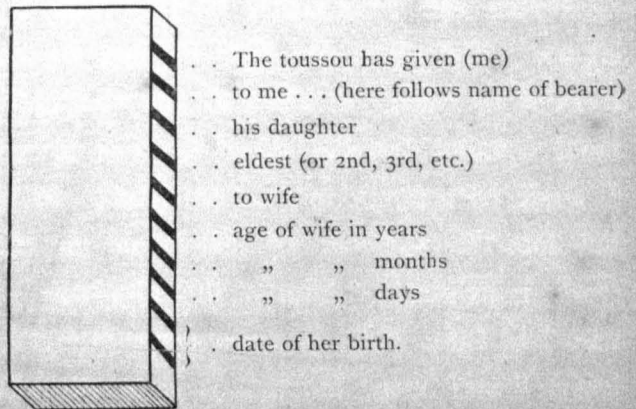 . . The toussou has given (me)
. . to me . . . (here follows name of bearer)
. . his daughter
. . eldest (or 2nd, 3rd, etc.)
. . to wife
. . age of wife in years
. . „ „ months
. . „ „ days
} . date of her birth.